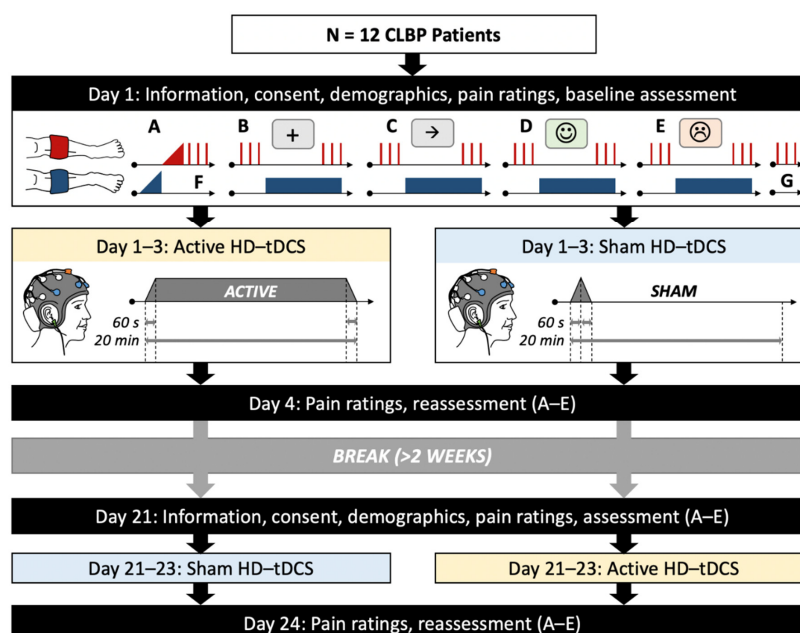 N = 12 CLBP Patients
Day 1: Information, consent, demographics, pain ratings, baseline assessment
A B C D E
F G
Day 1–3: Active HD–tDCS
ACTIVE
60 s
20 min
Day 1–3: Sham HD–tDCS
SHAM
60 s
20 min
Day 4: Pain ratings, reassessment (A–E)
BREAK (>2 WEEKS)
Day 21: Information, consent, demographics, pain ratings, assessment (A–E)
Day 21–23: Sham HD–tDCS
Day 21–23: Active HD–tDCS
Day 24: Pain ratings, reassessment (A–E)